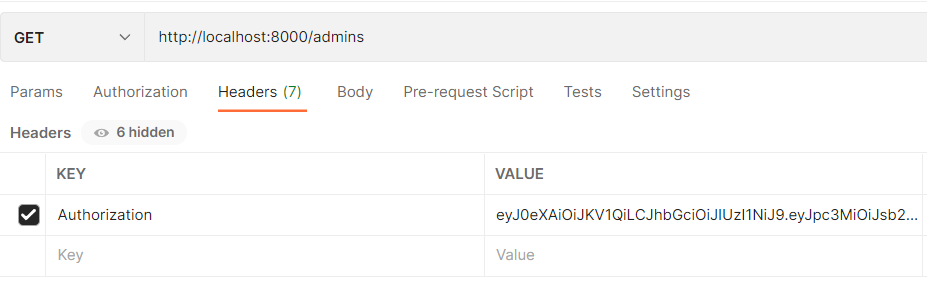 GET http://localhost:8000/admins
Params Authorization Headers (7) Body Pre-request Script Tests Settings
Headers 6 hidden
KEY VALUE
Authorization eyJ0eXAiOiJKV1QiLCJhbGciOiJIUzI1NiJ9.eyJpc3MiOiJsb2...
Key Value